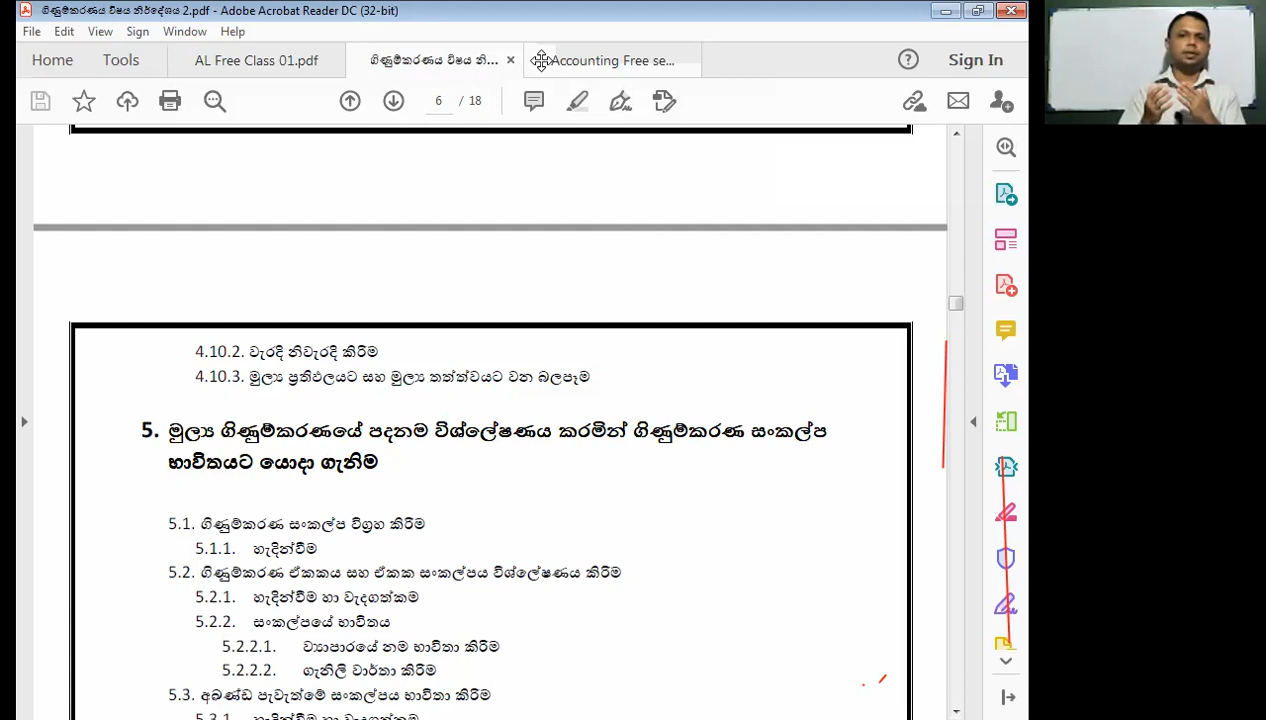 ගිණුම්කරණය විෂය නිර්දේශය 2.pdf - Adobe Acrobat Reader DC (32-bit)
File Edit View Sign Window Help
Home Tools AL Free Class 01.pdf ගිණුම්කරණය විෂය නි... × Accounting Free se... Sign In
6 / 18
4.10.2. වැරදි නිවැරදි කිරීම
4.10.3. මූල්‍ය ප්‍රතිඵලයට සහ මූල්‍ය තත්ත්වයට වන බලපෑම
5. මූල්‍ය ගිණුම්කරණයේ පදනම විශ්ලේෂණය කරමින් ගිණුම්කරණ සංකල්ප
භාවිතයට යොදා ගැනීම
5.1. ගිණුම්කරණ සංකල්ප විග්‍රහ කිරීම
5.1.1. හැඳින්වීම
5.2. ගිණුම්කරණ ඒකකය සහ ඒකක සංකල්පය විශ්ලේෂණය කිරීම
5.2.1. හැඳින්වීම හා වැදගත්කම
5.2.2. සංකල්පයේ භාවිතය
5.2.2.1. ව්‍යාපාරයේ නම භාවිතා කිරීම
5.2.2.2. ගැනිලි වාර්තා කිරීම
5.3. අඛණ්ඩ පැවැත්මේ සංකල්පය භාවිතා කිරීම
5.3.1. හැඳින්වීම හා වැදගත්කම